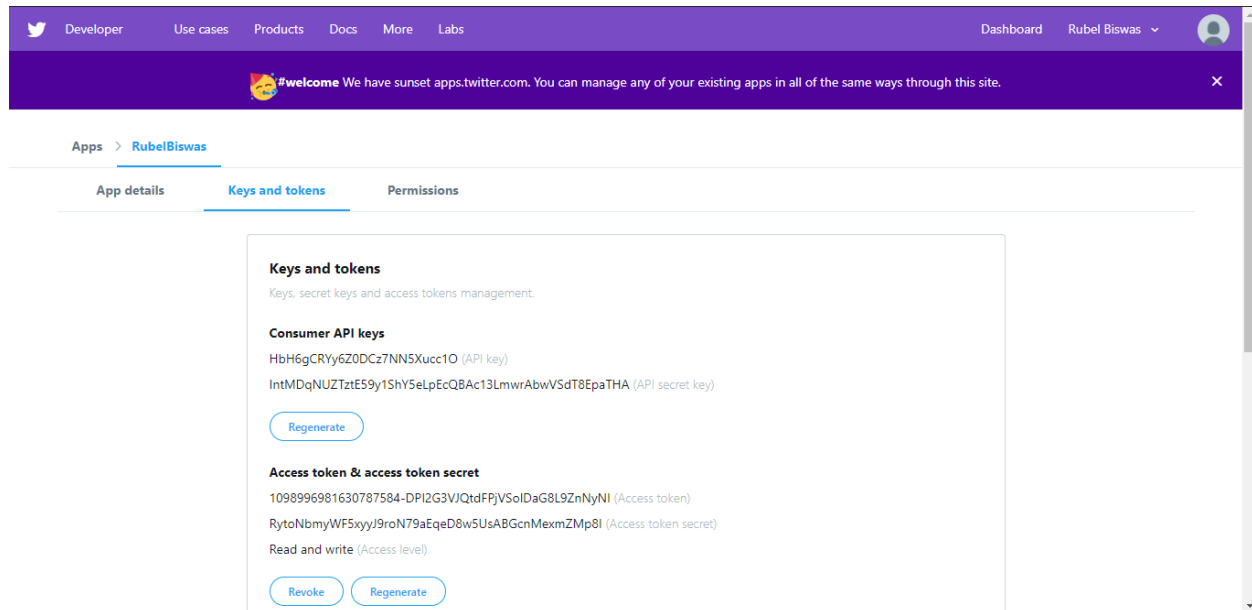 Developer Use cases Products Docs More Labs Dashboard Rubel Biswas
#welcome We have sunset apps.twitter.com. You can manage any of your existing apps in all of the same ways through this site.
Apps > RubelBiswas
App details Keys and tokens Permissions
Keys and tokens
Keys, secret keys and access tokens management.
Consumer API keys
HbH6gCRYy6Z0DCz7NN5Xucc1O (API key)
(API secret key)
Regenerate
Access token & access token secret
(Access token)
(Access token secret)
Read and write (Access level)
Revoke Regenerate